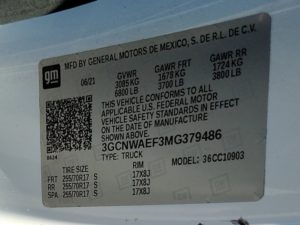 gm
MFD BY GENERAL MOTORS DE MEXICO, S. DE R.L. DE C.V.
06/21 GVWR GAWR FRT GAWR RR
3085 KG 1679 KG 1724 KG
6800 LB 3700 LB 3800 LB
THIS VEHICLE CONFORMS TO ALL
APPLICABLE U.S. FEDERAL MOTOR
VEHICLE SAFETY STANDARDS IN EFFECT
ON THE DATE OF MANUFACTURE
SHOWN ABOVE.
3GCNWAEF3MG379486
TYPE: TRUCK MODEL: 36CC10903
TIRE SIZE RIM
FRT 255/70R17 S 17X8J
RR 255/70R17 S 17X8J
SPA 255/70R17 S 17X8J